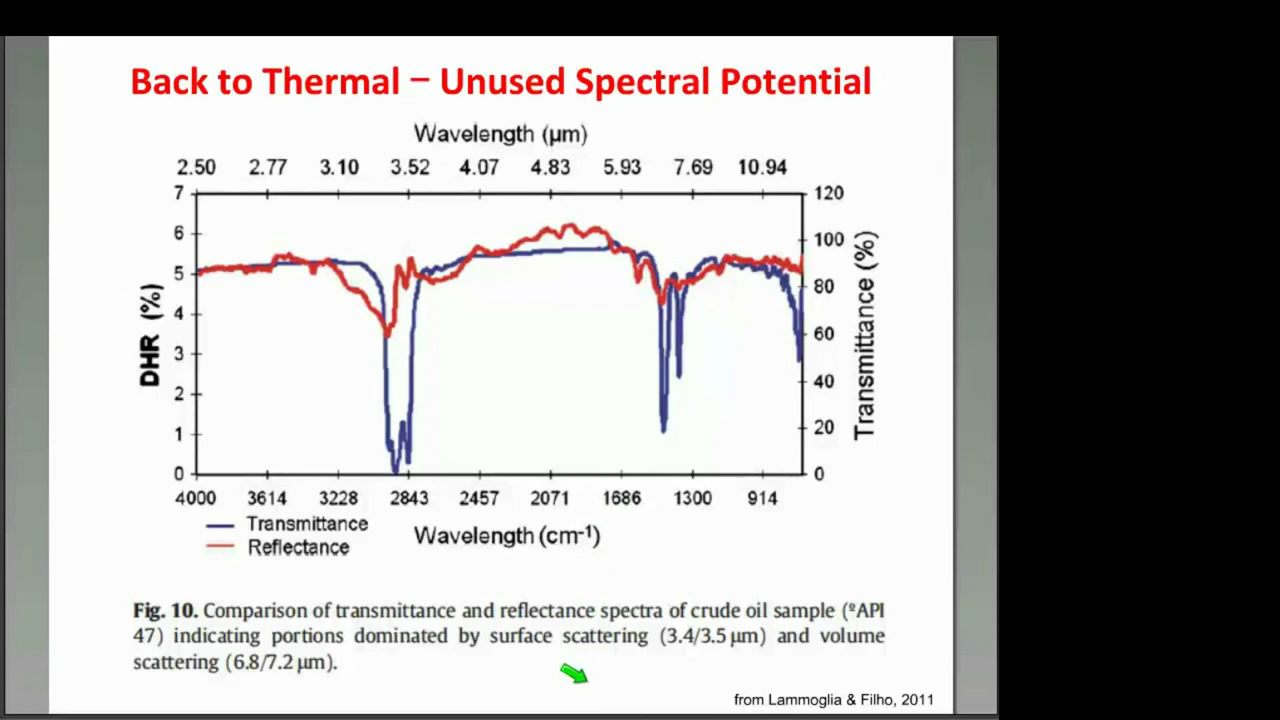 Back to Thermal – Unused Spectral Potential
Wavelength (µm)
2.50 2.77 3.10 3.52 4.07 4.83 5.93 7.69 10.94
7 120
6 100
5 80
4 60
3 40
2 20
1
0 0
DHR (%)
Transmittance (%)
4000 3614 3228 2843 2457 2071 1686 1300 914
Transmittance
Reflectance
Wavelength (cm⁻¹)
Fig. 10. Comparison of transmittance and reflectance spectra of crude oil sample (ºAPI
47) indicating portions dominated by surface scattering (3.4/3.5 µm) and volume
scattering (6.8/7.2 µm).
from Lammoglia & Filho, 2011